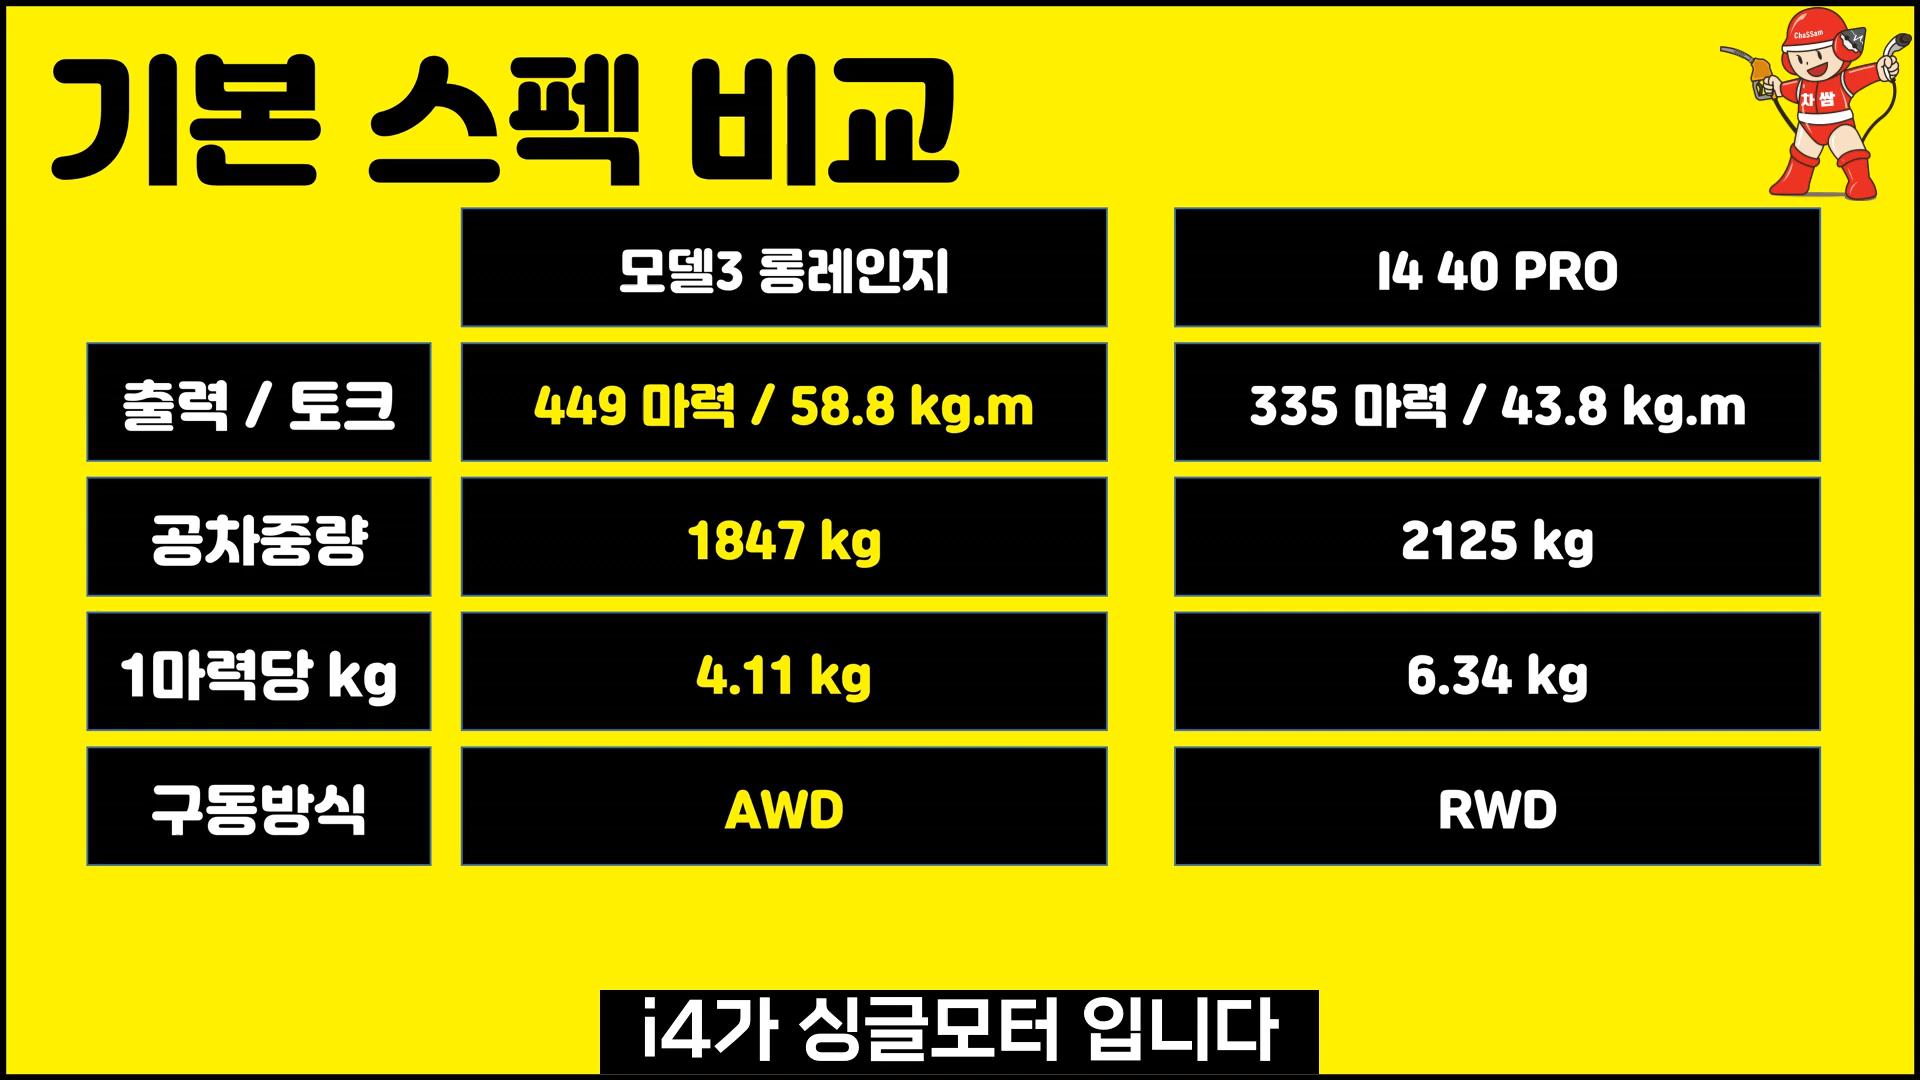 기본 스펙 비교
ChaSSam
차쌈
모델3 롱레인지
I4 40 PRO
출력 / 토크
449 마력 / 58.8 kg.m
335 마력 / 43.8 kg.m
공차중량
1847 kg
2125 kg
1마력당 kg
4.11 kg
6.34 kg
구동방식
AWD
RWD
i4가 싱글모터 입니다